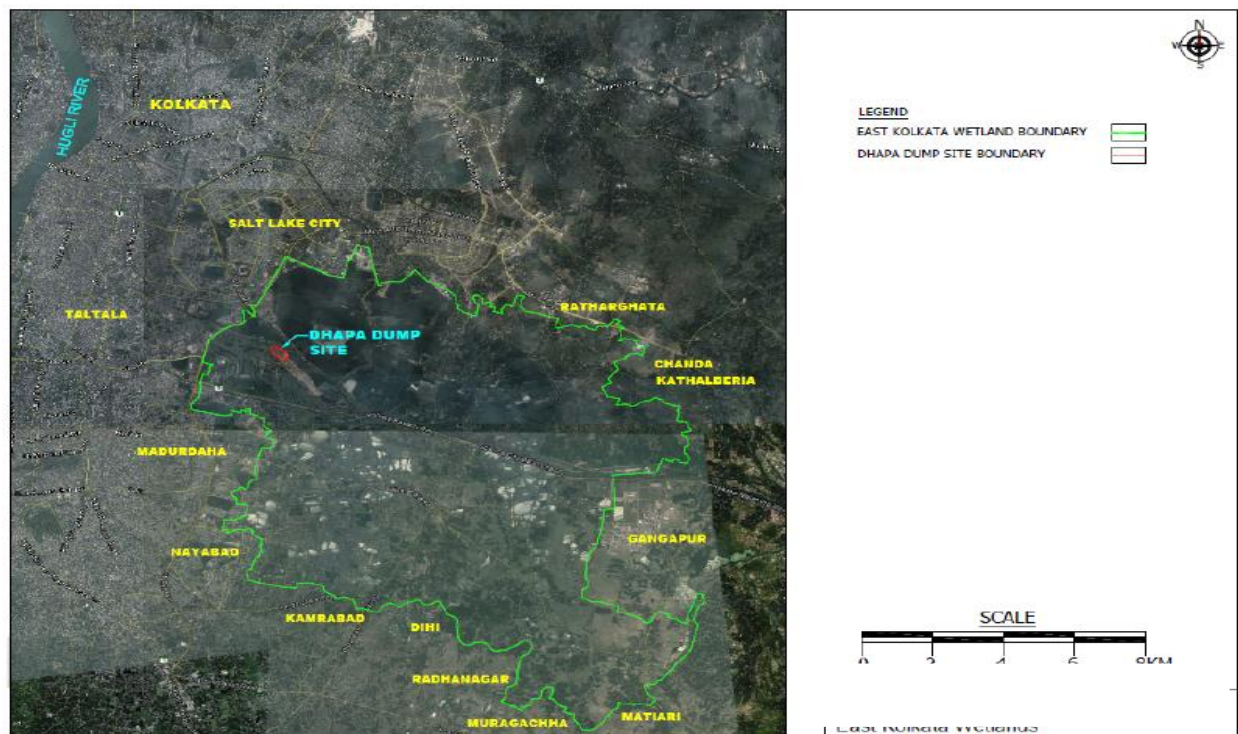 N
W E
S
KOLKATA
HUGLI RIVER
LEGEND
EAST KOLKATA WETLAND BOUNDARY
DHAPA DUMP SITE BOUNDARY
SALT LAKE CITY
RATHARGHATA
TALTALA
DHAPA DUMP
SITE
CHANDA
KATHALBERIA
MADURDAHA
GANGAPUR
NAYABAD
KAMRABAD
DIHI
SCALE
0 2 4 6 8KM
RADHANAGAR
MATIARI
MURAGACHHA
East Kolkata Wetlands